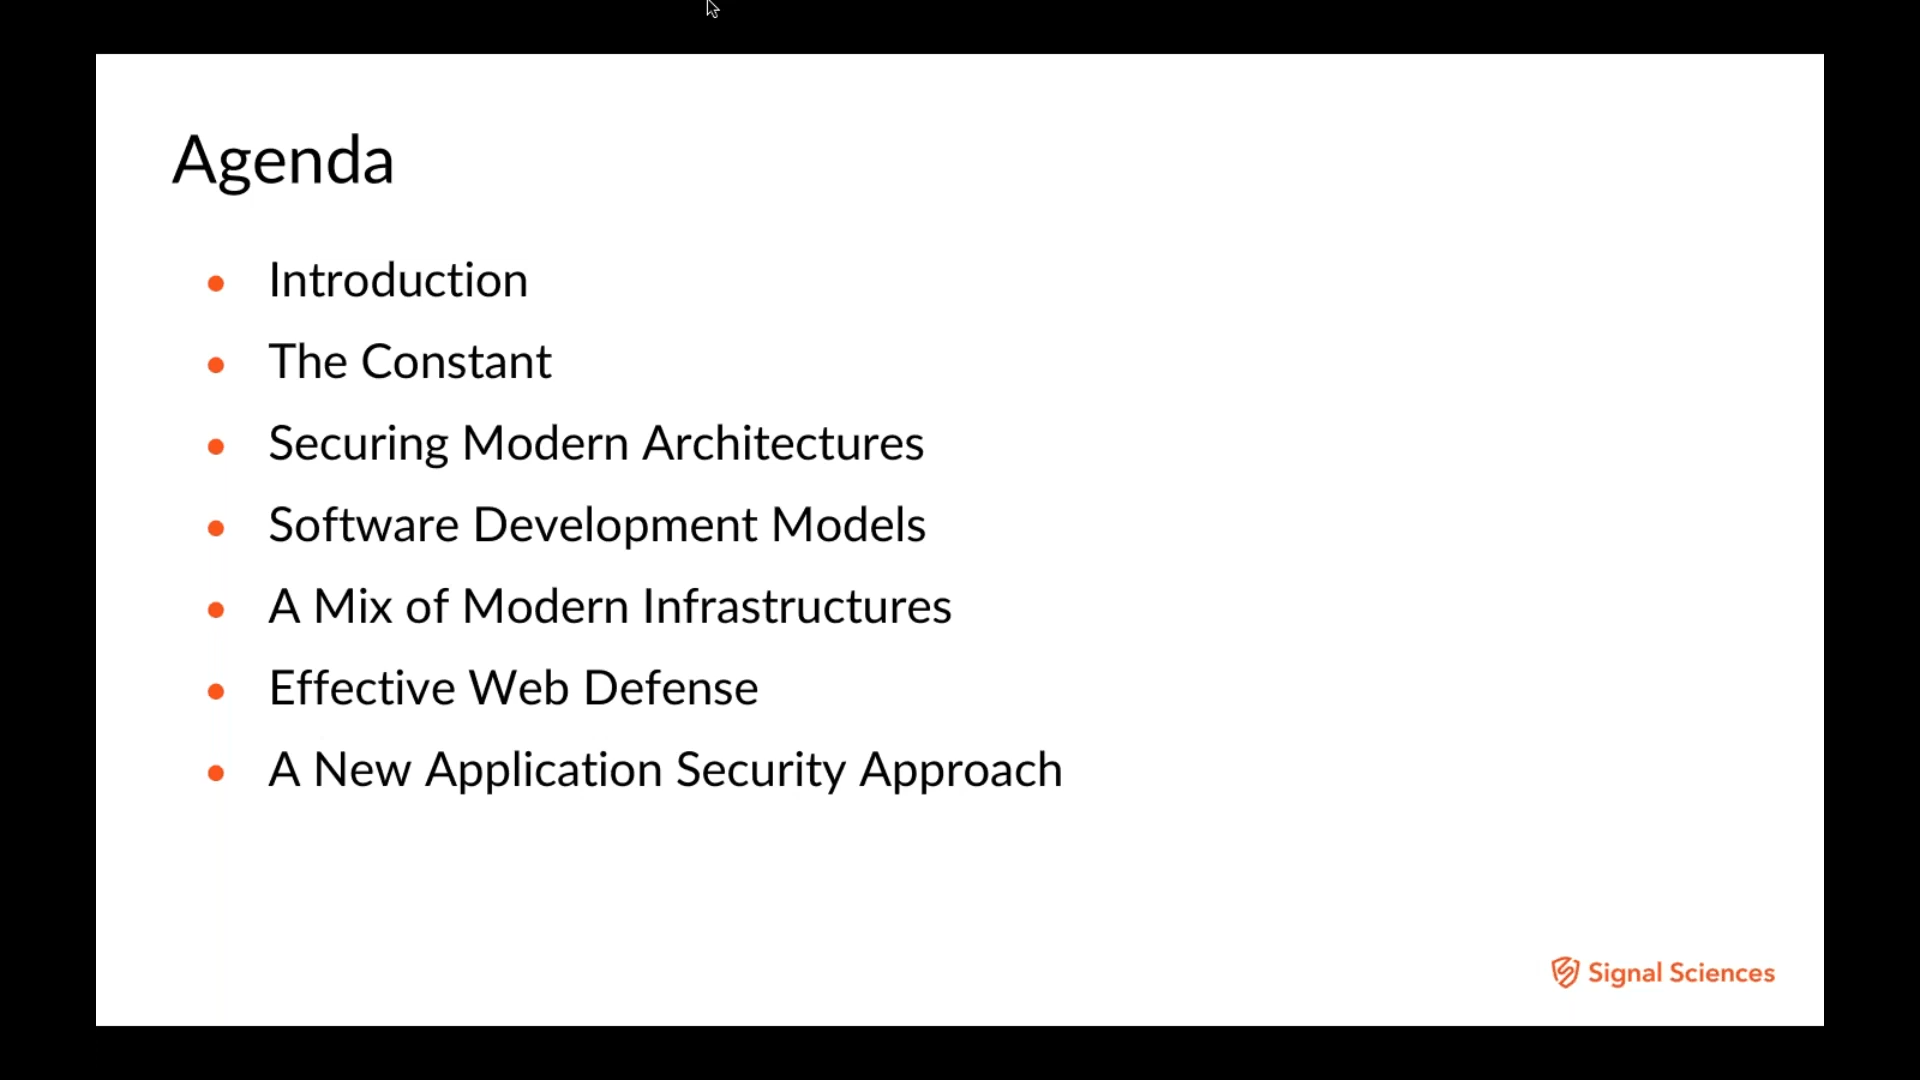 Agenda
• Introduction
• The Constant
• Securing Modern Architectures
• Software Development Models
• A Mix of Modern Infrastructures
• Effective Web Defense
• A New Application Security Approach
Signal Sciences